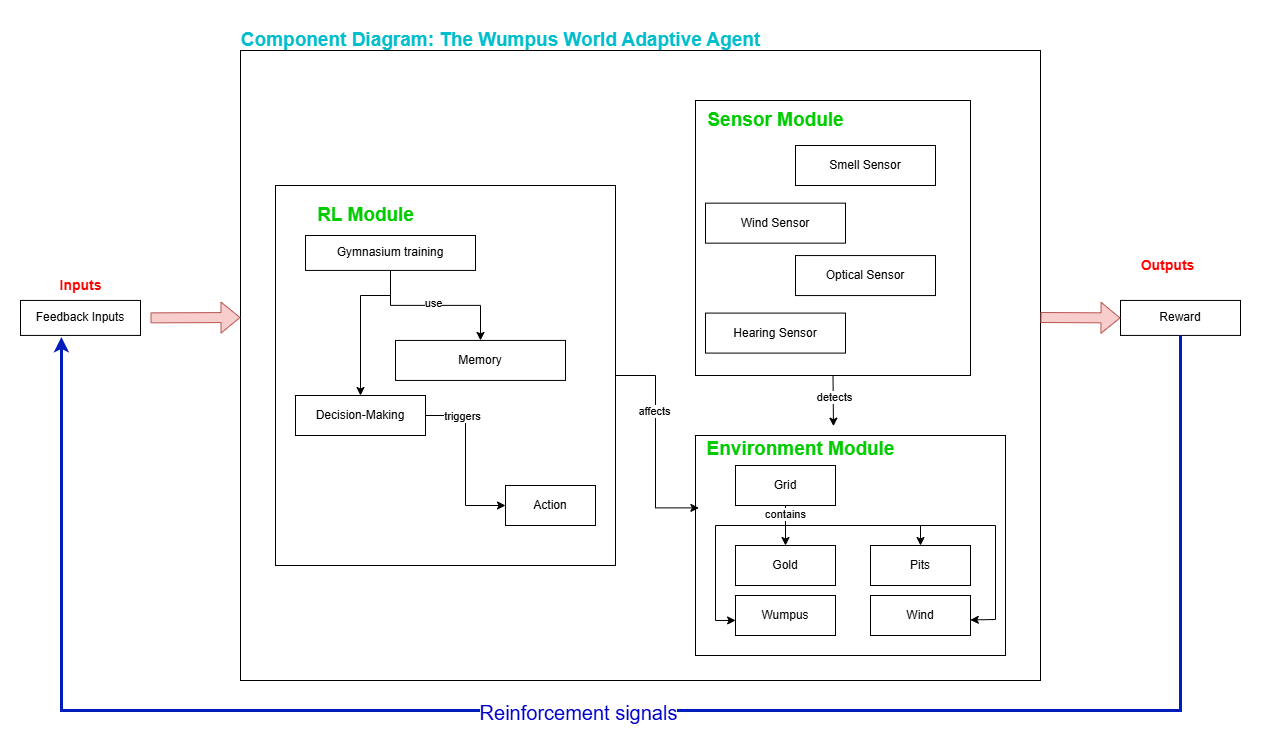 Component Diagram: The Wumpus World Adaptive Agent
Sensor Module
Smell Sensor
Wind Sensor
Optical Sensor
Hearing Sensor
RL Module
Gymnasium training
use
Memory
Decision-Making
triggers
Action
Inputs
Feedback Inputs
Outputs
Reward
affects
detects
Environment Module
Grid
contains
Gold
Pits
Wumpus
Wind
Reinforcement signals